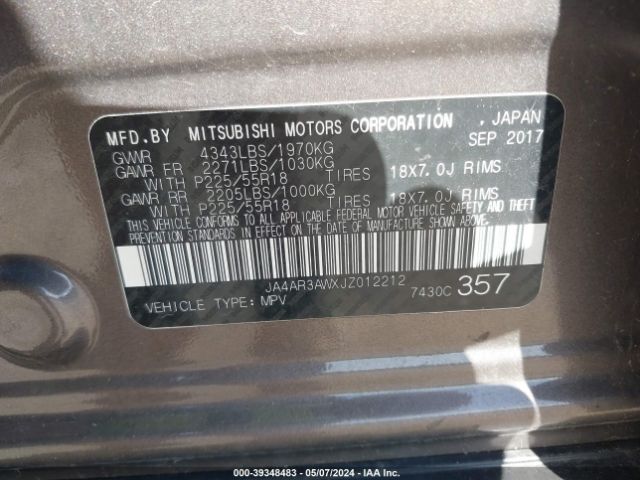 MFD.BY MITSUBISHI MOTORS CORPORATION , JAPAN
SEP 2017
GVWR 4343LBS/1970KG
GAWR FR 2271LBS/1030KG
WITH P225/55R18 TIRES 18X7.0J RIMS
GAWR RR 2205LBS/1000KG
WITH P225/55R18 TIRES 18X7.0J RIMS
THIS VEHICLE CONFORMS TO ALL APPLICABLE FEDERAL MOTOR VEHICLE SAFETY AND THEFT
PREVENTION STANDARDS IN EFFECT ON THE DATE OF MANUFACTURE SHOWN ABOVE.
JA4AR3AWXJZ012212
VEHICLE TYPE: MPV 7430C 357
000-39348483 - 05/07/2024 - IAA Inc.